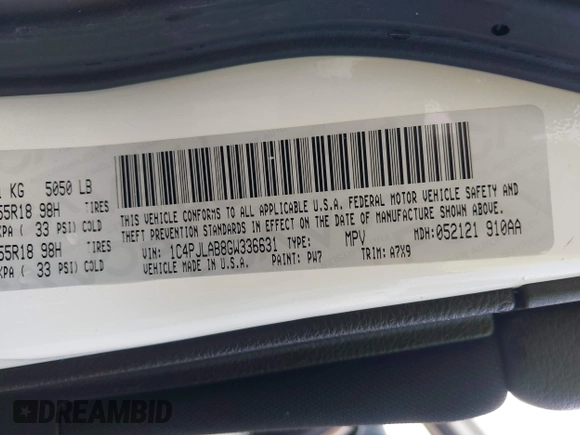 KG 5050 LB
55R18 98H TIRES
KPA ( 33 PSI) COLD
55R18 98H TIRES
KPA ( 33 PSI) COLD
THIS VEHICLE CONFORMS TO ALL APPLICABLE U.S.A. FEDERAL MOTOR VEHICLE SAFETY AND
THEFT PREVENTION STANDARDS IN EFFECT ON THE DATE OF MANUFACTURE SHOWN ABOVE.
VIN: 1C4PJLAB8GW336631 TYPE: MPV MDH: 052121 910AA
VEHICLE MADE IN U.S.A. PAINT: PW7 TRIM: A7X9
DREAMBID